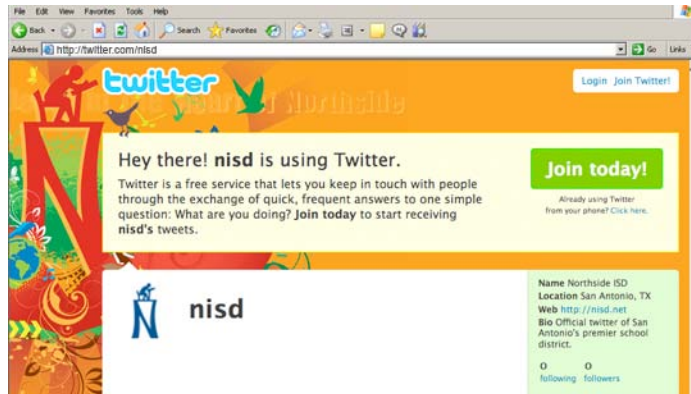 File Edit View Favorites Tools Help
Back Search Favorites
Address http://twitter.com/nisd Go Links
twitter
Login Join Twitter!
Heart of Northside
Hey there! nisd is using Twitter.
Twitter is a free service that lets you keep in touch with people
through the exchange of quick, frequent answers to one simple
question: What are you doing? Join today to start receiving
nisd's tweets.
Join today!
Already using Twitter
from your phone? Click here.
N
N
nisd
Name Northside ISD
Location San Antonio, TX
Web http://nisd.net
Bio Official twitter of San
Antonio's premier school
district.
0 0
following followers